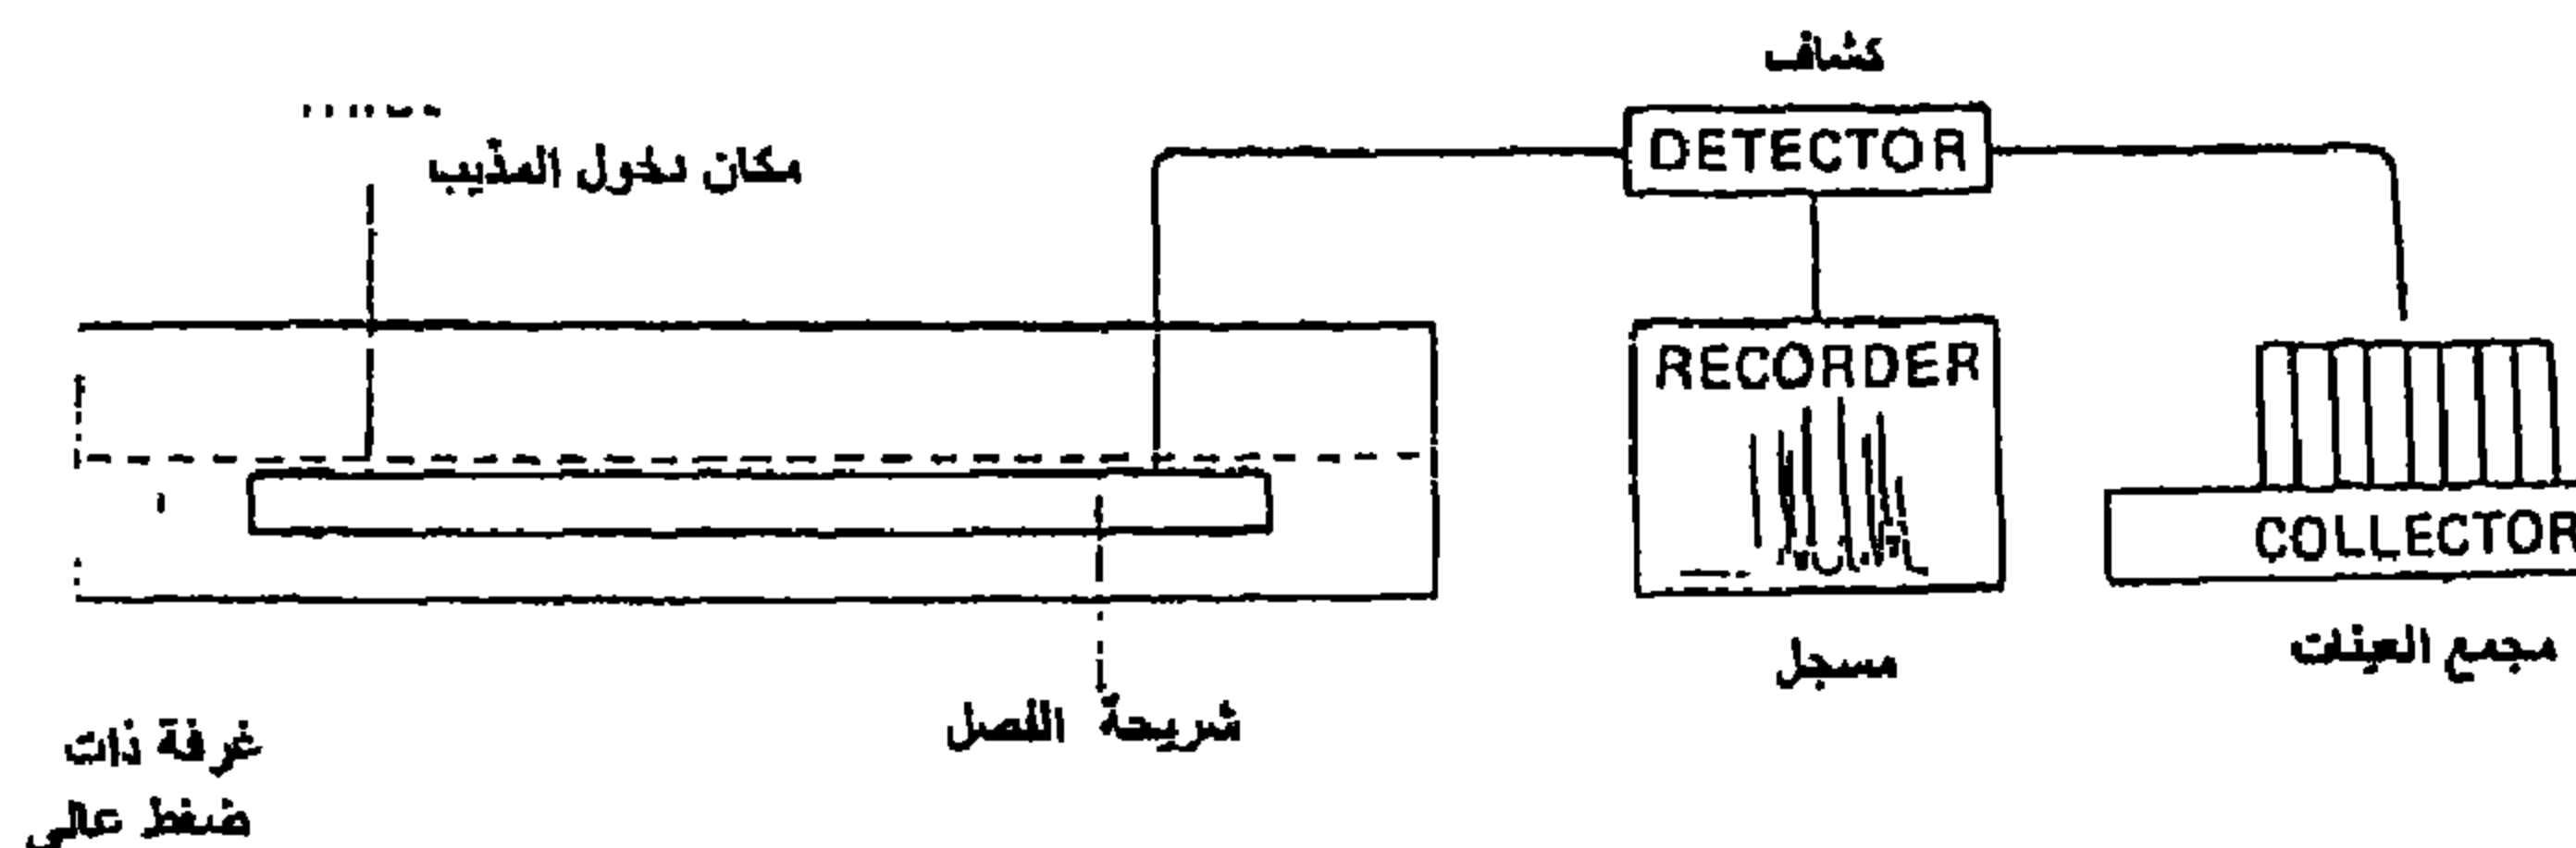 كشاف
DETECTOR
مكان دخول المذيب
RECORDER
COLLECTOR
مجمع العينات
مسجل
شريحة الفصل
غرفة ذات
ضغط عالي